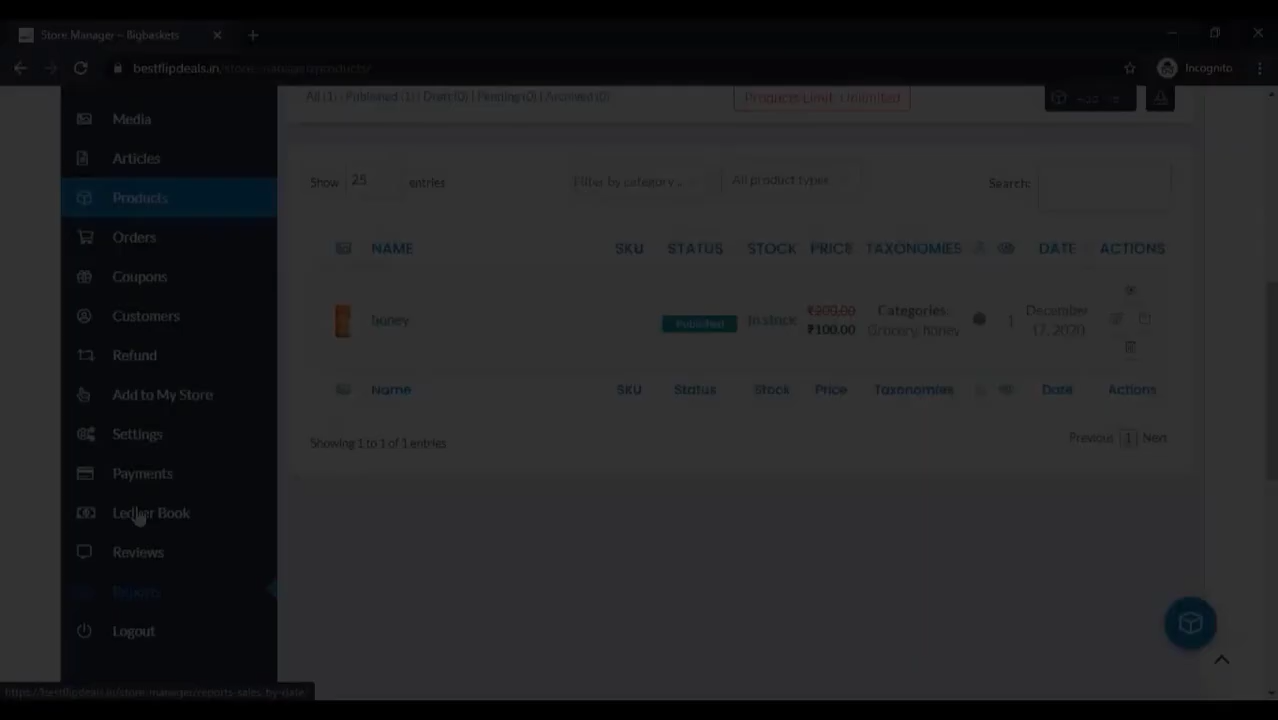 Store Manager – Bigbaskets
bestflipdeals.in/store-manager/products/
Incognito
All (1) | Published (1) | Draft (0) | Pending (0) | Archived (0)
Products Limit: Unlimited
Media
Articles
Products
Orders
Coupons
Customers
Refund
Add to My Store
Settings
Payments
Ledger Book
Reviews
Reports
Logout
Show 25 entries
Filter by category ..
All product types
Search:
NAME SKU STATUS STOCK PRICE TAXONOMIES DATE ACTIONS
honey Published In stock ₹200.00 ₹100.00 Categories: Grocery, honey 1 December 17, 2020
Name SKU Status Stock Price Taxonomies Date Actions
Showing 1 to 1 of 1 entries
Previous 1 Next
https://bestflipdeals.in/store-manager/reports-sales-by-date/